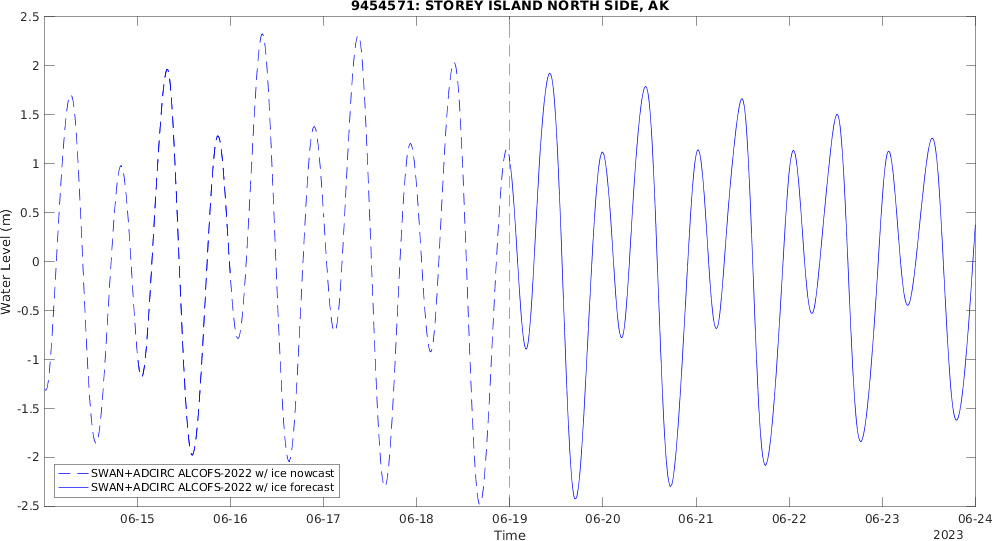 9454571: STOREY ISLAND NORTH SIDE, AK
2.5
2
1.5
1
0.5
0
-0.5
-1
-1.5
-2
-2.5
Water Level (m)
SWAN+ADCIRC ALCOFS-2022 w/ ice nowcast
SWAN+ADCIRC ALCOFS-2022 w/ ice forecast
06-15 06-16 06-17 06-18 06-19 06-20 06-21 06-22 06-23 06-24
Time
2023